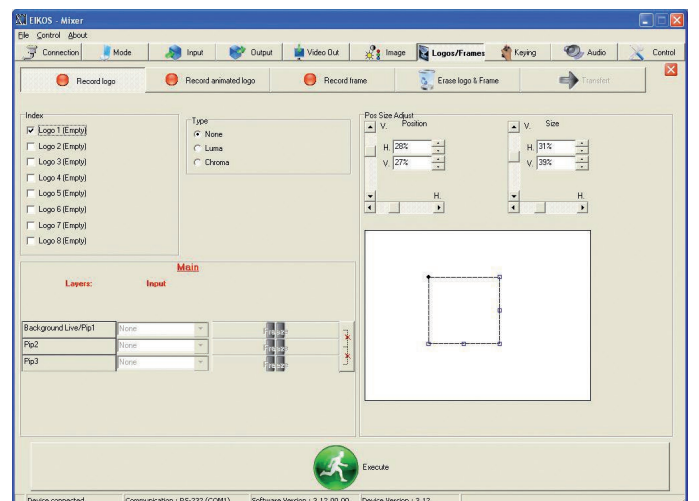 EIKOS - Mixer
File Control About
Connection Mode Input Output Video Out Image Logos/Frames Keying Audio Control
Record logo Record animated logo Record frame Erase logo & Frame Transfert
Index
Logo 1 (Empty)
Logo 2 (Empty)
Logo 3 (Empty)
Logo 4 (Empty)
Logo 5 (Empty)
Logo 6 (Empty)
Logo 7 (Empty)
Logo 8 (Empty)
Type
None
Luma
Chroma
Pos Size Adjust
V. Position V. Size
H. 28% H. 31%
V. 27% V. 39%
H. H.
Main
Layers: Input
Background Live/Pip1 None Freeze
Pip2 None Freeze
Pip3 None Freeze
Execute
Device connected Communication : RS-232 (COM1) Software Version : 3.12.00.00 Device Version : 3.12